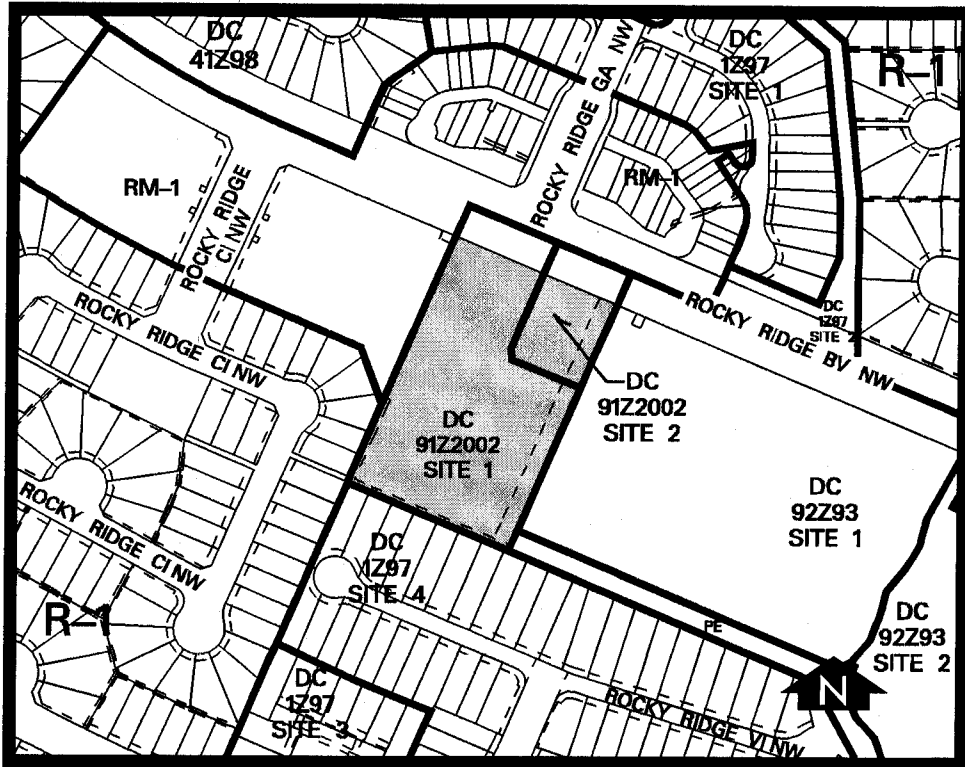 DC
41Z98
DC
1Z97
SITE 1
R-1
ROCKY RIDGE GA NW
RM-1
ROCKY RIDGE
CI NW
RM-1
ROCKY RIDGE CI NW
ROCKY RIDGE BV NW
DC
1Z97
SITE 2
DC
91Z2002
SITE 2
DC
91Z2002
SITE 1
DC
92Z93
SITE 1
ROCKY RIDGE CI NW
DC
1Z97
SITE 4
R-1
PE
DC
92Z93
SITE 2
N
DC
1Z97
SITE 3
ROCKY RIDGE VI NW